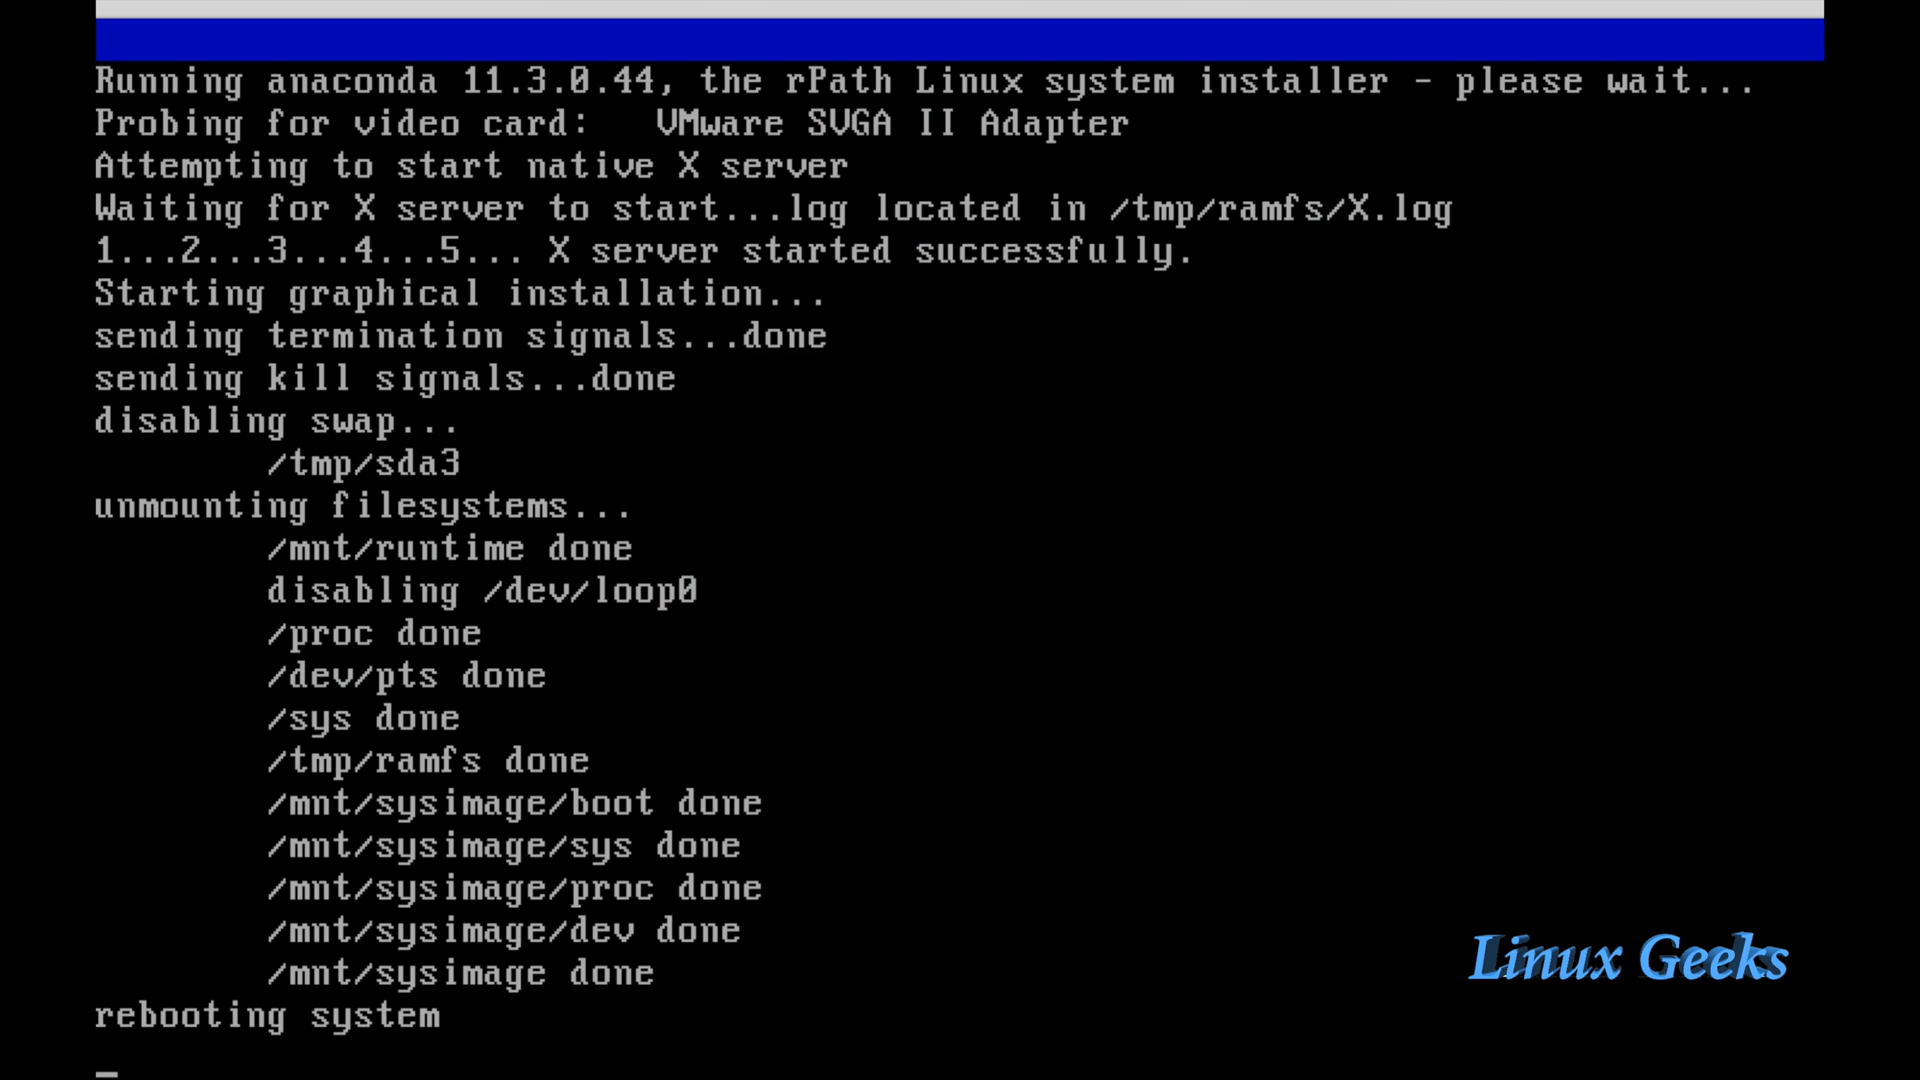 Running anaconda 11.3.0.44, the rPath Linux system installer - please wait...
Probing for video card:   VMware SVGA II Adapter
Attempting to start native X server
Waiting for X server to start...log located in /tmp/ramfs/X.log
1...2...3...4...5... X server started successfully.
Starting graphical installation...
sending termination signals...done
sending kill signals...done
disabling swap...
        /tmp/sda3
unmounting filesystems...
        /mnt/runtime done
        disabling /dev/loop0
        /proc done
        /dev/pts done
        /sys done
        /tmp/ramfs done
        /mnt/sysimage/boot done
        /mnt/sysimage/sys done
        /mnt/sysimage/proc done
        /mnt/sysimage/dev done
        /mnt/sysimage done
rebooting system
_
Linux Geeks